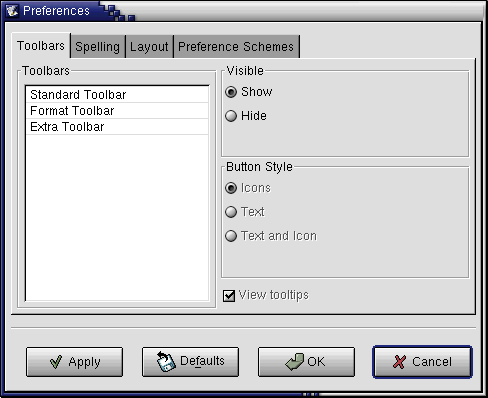 Preferences
Toolbars Spelling Layout Preference Schemes
Toolbars
Standard Toolbar
Format Toolbar
Extra Toolbar
Visible
Show
Hide
Button Style
Icons
Text
Text and Icon
View tooltips
Apply Defaults OK Cancel